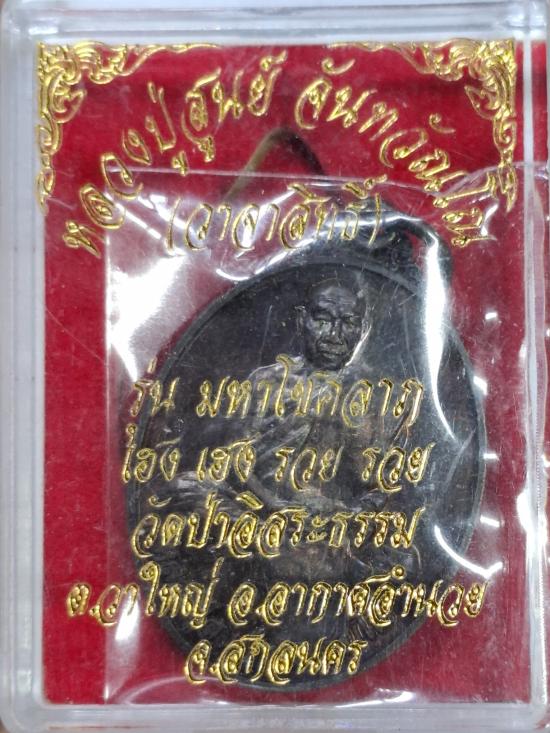 หลวงปู่สูนย์ จันทวัณโณ
(วาจาสิทธิ์)
รุ่น มหาโชคลาภ
โฮง เฮง รวย รวย
วัดป่าอิสระธรรม
ต.วาใหญ่ อ.อากาศอำนวย
จ.สกลนคร